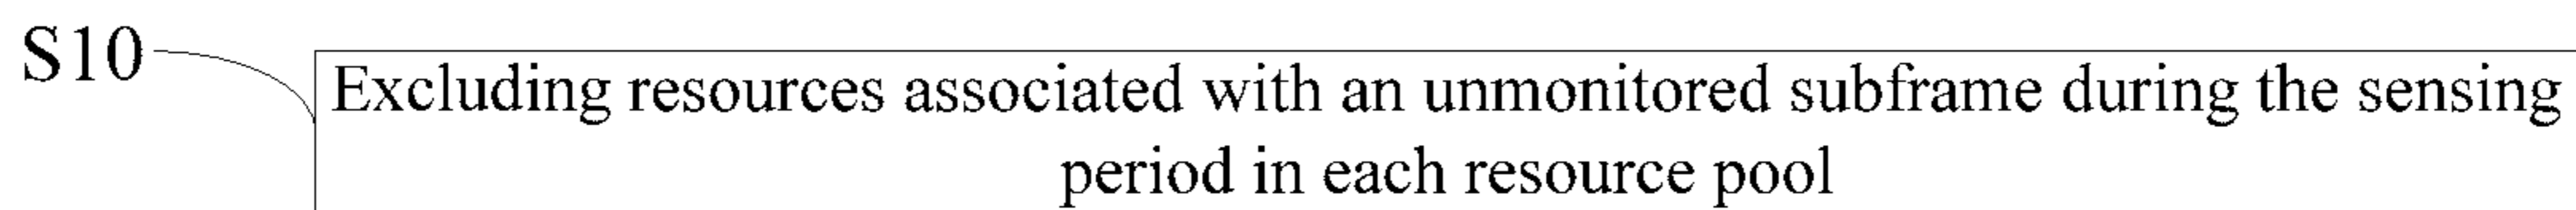 S10
Excluding resources associated with an unmonitored subframe during the sensing
period in each resource pool